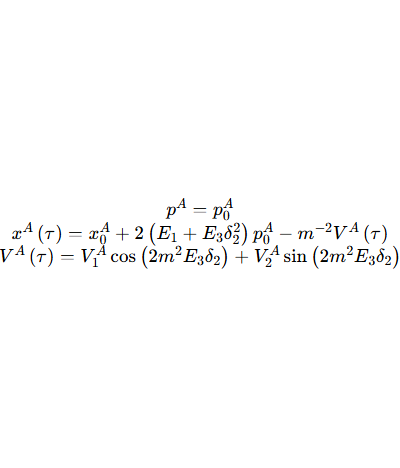 p^A = p_0^A
x^A (τ) = x_0^A + 2 (E_1 + E_3 δ_2^2) p_0^A − m^{−2} V^A (τ)
V^A (τ) = V_1^A cos (2m^2 E_3 δ_2) + V_2^A sin (2m^2 E_3 δ_2)